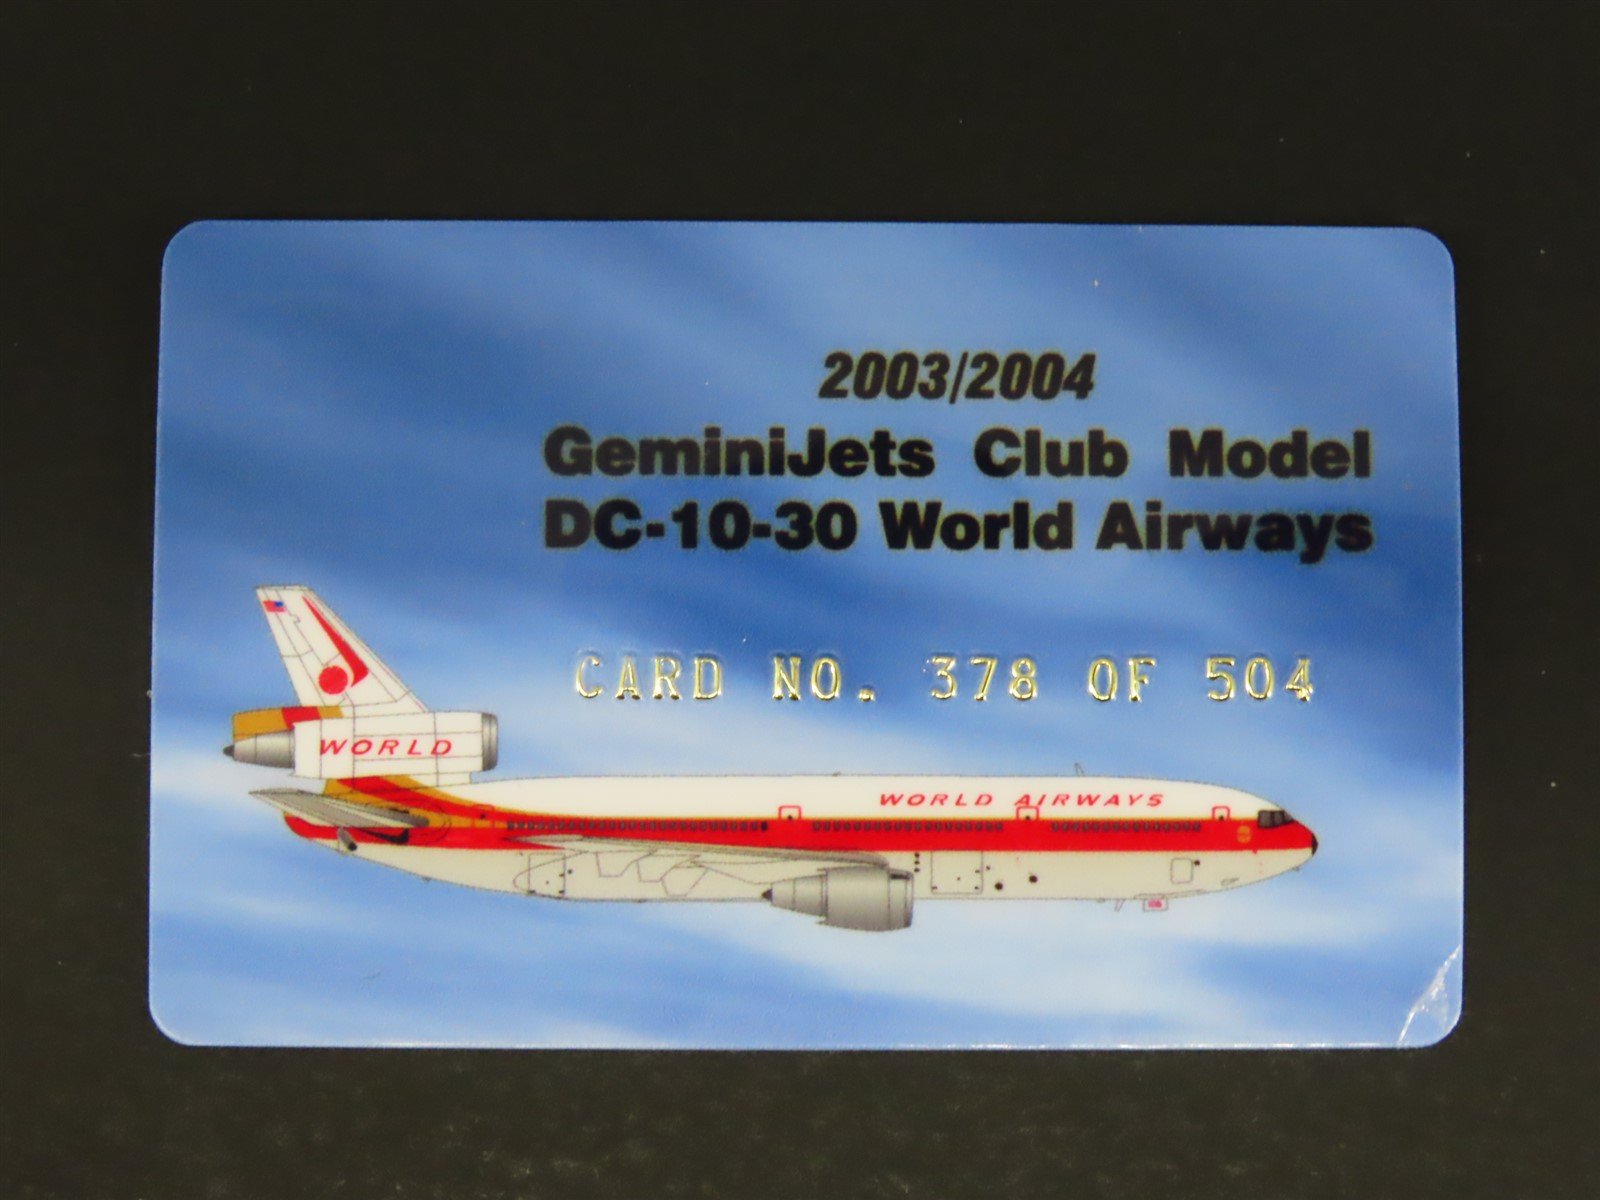 2003/2004
GeminiJets Club Model
DC-10-30 World Airways
CARD NO. 378 OF 504
WORLD
WORLD AIRWAYS